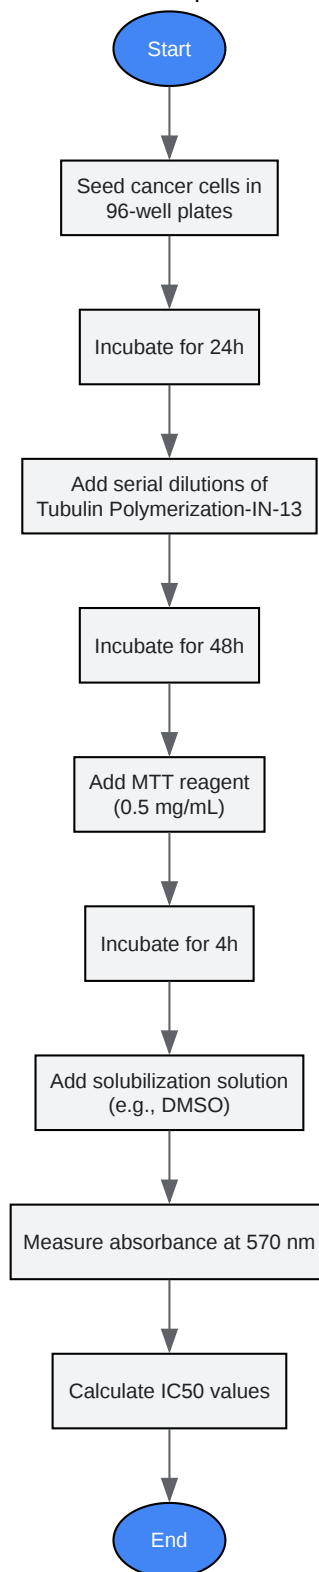 Start
Seed cancer cells in
96-well plates
Incubate for 24h
Add serial dilutions of
Tubulin Polymerization-IN-13
Incubate for 48h
Add MTT reagent
(0.5 mg/mL)
Incubate for 4h
Add solubilization solution
(e.g., DMSO)
Measure absorbance at 570 nm
Calculate IC50 values
End